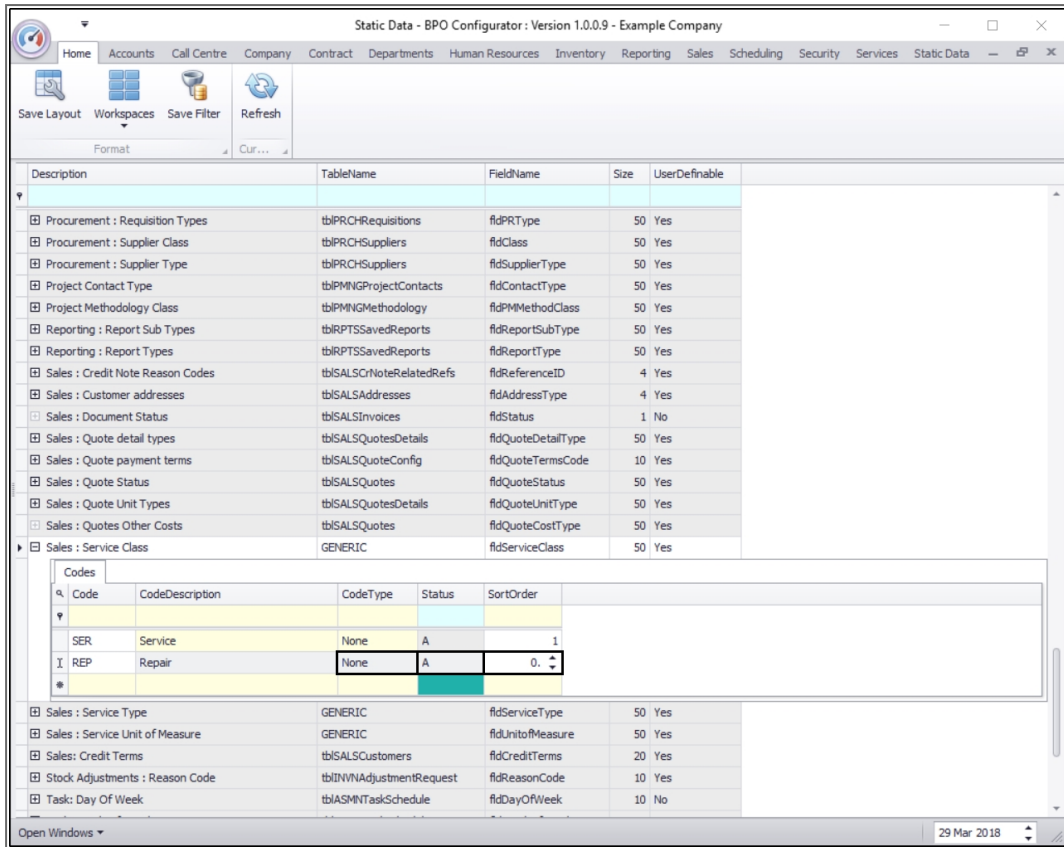 Static Data - BPO Configurator : Version 1.0.0.9 - Example Company
Home Accounts Call Centre Company Contract Departments Human Resources Inventory Reporting Sales Scheduling Security Services Static Data
Save Layout Workspaces Save Filter Refresh
Format Cur...
Description TableName FieldName Size UserDefinable
Procurement : Requisition Types tblPRCHRequisitions fldPRType 50 Yes
Procurement : Supplier Class tblPRCHSuppliers fldClass 50 Yes
Procurement : Supplier Type tblPRCHSuppliers fldSupplierType 50 Yes
Project Contact Type tblPMNGProjectContacts fldContactType 50 Yes
Project Methodology Class tblPMNGMethodology fldPMMethodClass 50 Yes
Reporting : Report Sub Types tblRPTSSavedReports fldReportSubType 50 Yes
Reporting : Report Types tblRPTSSavedReports fldReportType 50 Yes
Sales : Credit Note Reason Codes tblSALSCrNoteRelatedRefs fldReferenceID 4 Yes
Sales : Customer addresses tblSALSAddresses fldAddressType 4 Yes
Sales : Document Status tblSALSInvoices fldStatus 1 No
Sales : Quote detail types tblSALSQuotesDetails fldQuoteDetailType 50 Yes
Sales : Quote payment terms tblSALSQuoteConfig fldQuoteTermsCode 10 Yes
Sales : Quote Status tblSALSQuotes fldQuoteStatus 50 Yes
Sales : Quote Unit Types tblSALSQuotesDetails fldQuoteUnitType 50 Yes
Sales : Quotes Other Costs tblSALSQuotes fldQuoteCostType 50 Yes
Sales : Service Class GENERIC fldServiceClass 50 Yes
Codes
Code CodeDescription CodeType Status SortOrder
SER Service None A 1
REP Repair None A 0.
Sales : Service Type GENERIC fldServiceType 50 Yes
Sales : Service Unit of Measure GENERIC fldUnitofMeasure 50 Yes
Sales: Credit Terms tblSALSCustomers fldCreditTerms 20 Yes
Stock Adjustments : Reason Code tblINVNAdjustmentRequest fldReasonCode 10 Yes
Task: Day Of Week tblASMNTaskSchedule fldDayOfWeek 10 No
Open Windows 29 Mar 2018